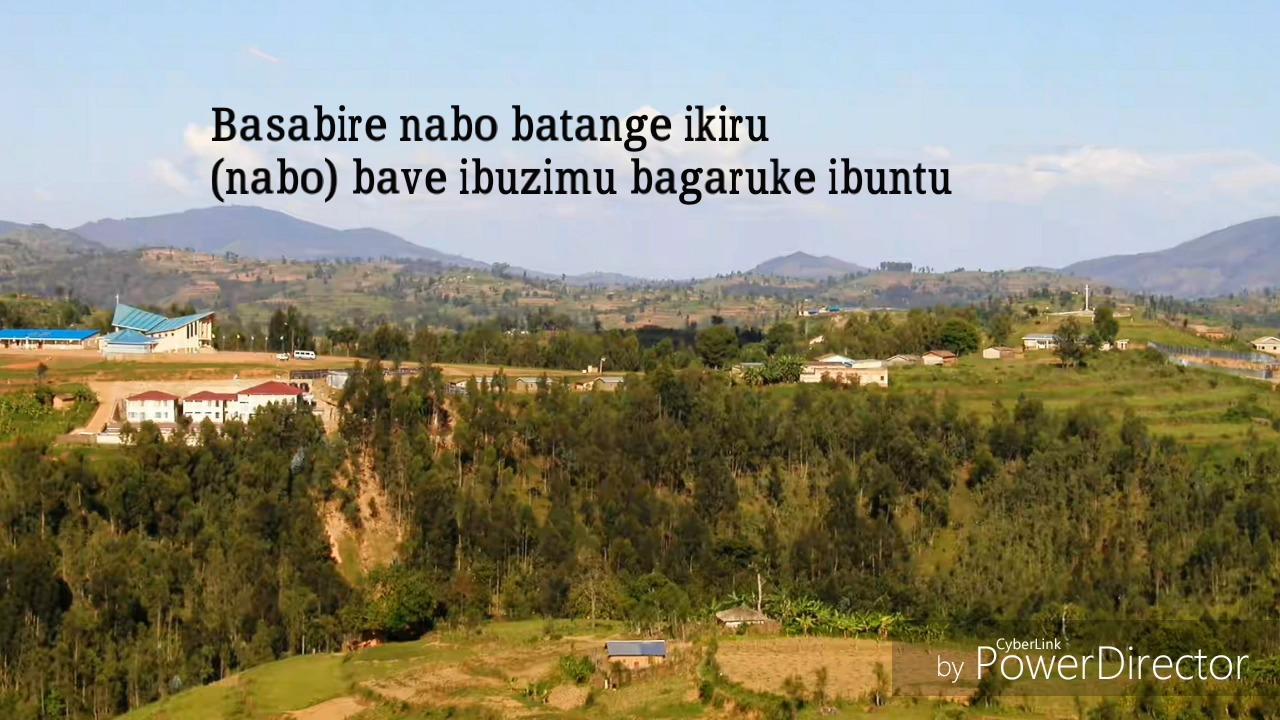 Basabire nabo batange ikiru
(nabo) bave ibuzimu bagaruke ibuntu
CyberLink
by PowerDirector